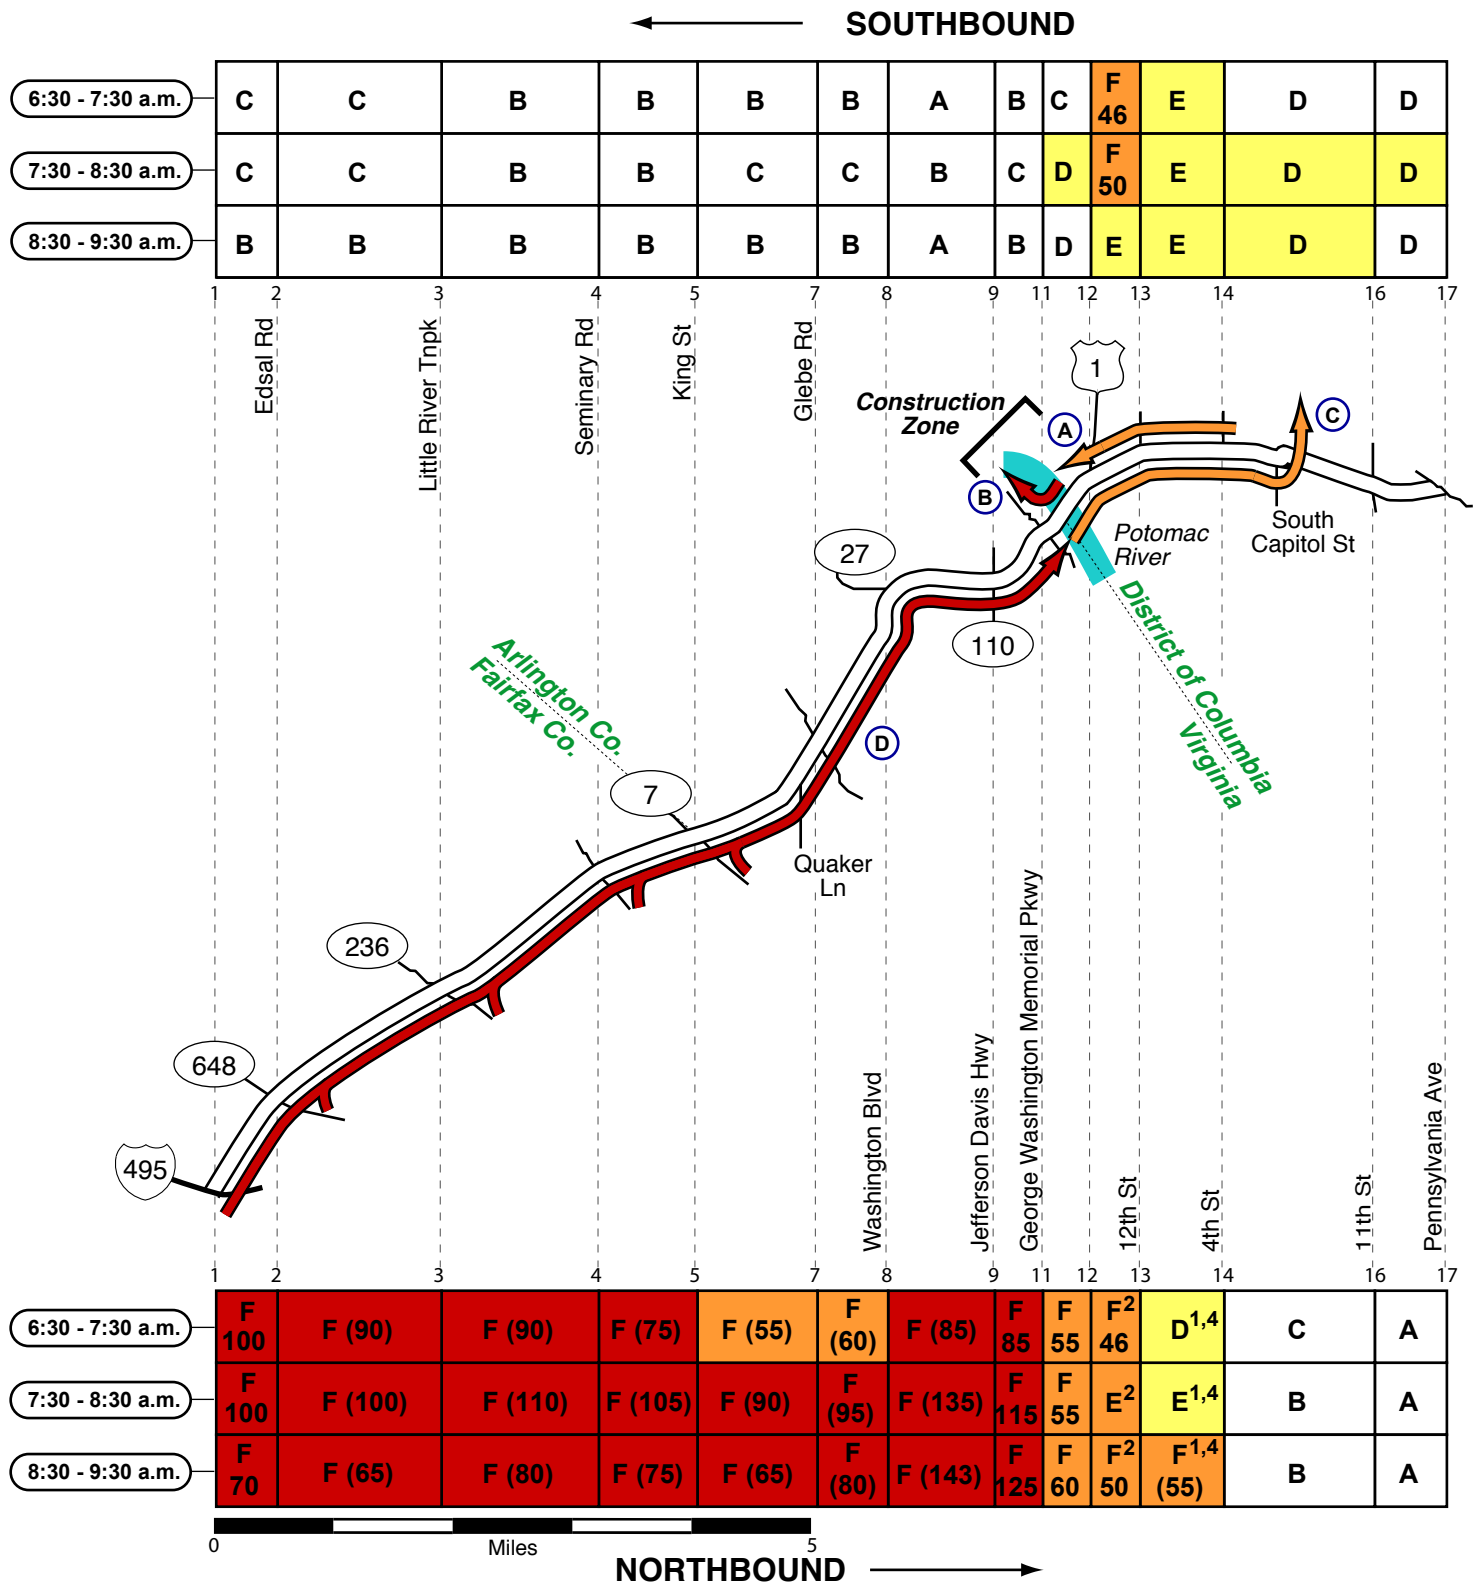 SOUTHBOUND
6:30 - 7:30 a.m. C C B B B B A B C F 46 E D D
7:30 - 8:30 a.m. C C B B C C B C D F 50 E D D
8:30 - 9:30 a.m. B B B B B B A B D E E D D
1 2 3 4 5 7 8 9 11 12 13 14 16 17
Edsal Rd
Little River Tnpk
Seminary Rd
King St
Glebe Rd
1
Construction
Zone
A
C
B
South
Capitol St
Potomac
River
27
110
District of Columbia
Virginia
Arlington Co.
Fairfax Co.
D
7
Quaker
Ln
236
648
495
Washington Blvd
Jefferson Davis Hwy
George Washington Memorial Pkwy
12th St
4th St
11th St
Pennsylvania Ave
1 2 3 4 5 7 8 9 11 12 13 14 16 17
6:30 - 7:30 a.m. F 100 F (90) F (90) F (75) F (55) F (60) F (85) F 85 F 55 F2 46 D1,4 C A
7:30 - 8:30 a.m. F 100 F (100) F (110) F (105) F (90) F (95) F (135) F 115 F 55 E2 E1,4 B A
8:30 - 9:30 a.m. F 70 F (65) F (80) F (75) F (65) F (80) F (143) F 125 F 60 F2 50 F1,4 (55) B A
0 Miles 5
NORTHBOUND